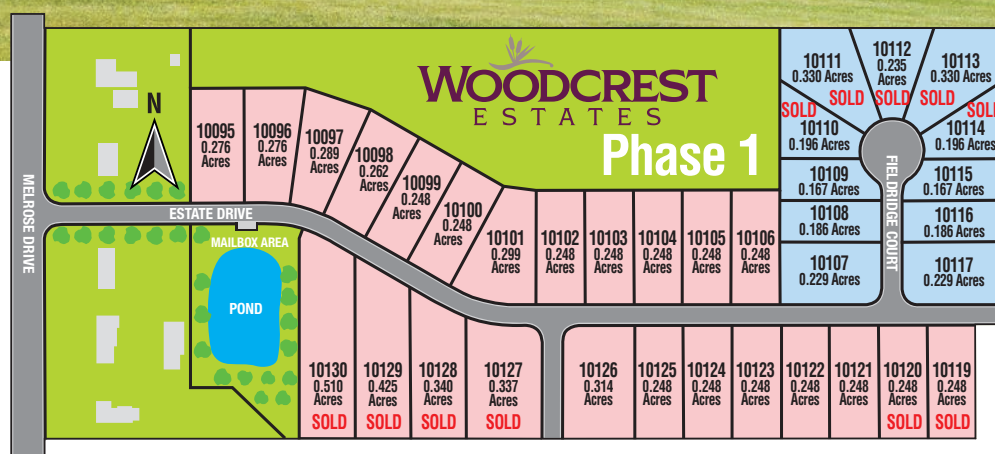 WOODCREST
ESTATES
Phase 1
N
MELROSE DRIVE
ESTATE DRIVE
MAILBOX AREA
POND
FIELDRIDGE COURT
10095
0.276
Acres
10096
0.276
Acres
10097
0.289
Acres
10098
0.262
Acres
10099
0.248
Acres
10100
0.248
Acres
10101
0.299
Acres
10102
0.248
Acres
10103
0.248
Acres
10104
0.248
Acres
10105
0.248
Acres
10106
0.248
Acres
10111
0.330 Acres
SOLD
10112
0.235
Acres
SOLD
10113
0.330 Acres
SOLD
SOLD
10110
0.196 Acres
SOLD
10114
0.196 Acres
10109
0.167 Acres
10115
0.167 Acres
10108
0.186 Acres
10116
0.186 Acres
10107
0.229 Acres
10117
0.229 Acres
10130
0.510
Acres
SOLD
10129
0.425
Acres
SOLD
10128
0.340
Acres
SOLD
10127
0.337
Acres
SOLD
10126
0.314
Acres
10125
0.248
Acres
10124
0.248
Acres
10123
0.248
Acres
10122
0.248
Acres
10121
0.248
Acres
10120
0.248
Acres
SOLD
10119
0.248
Acres
SOLD